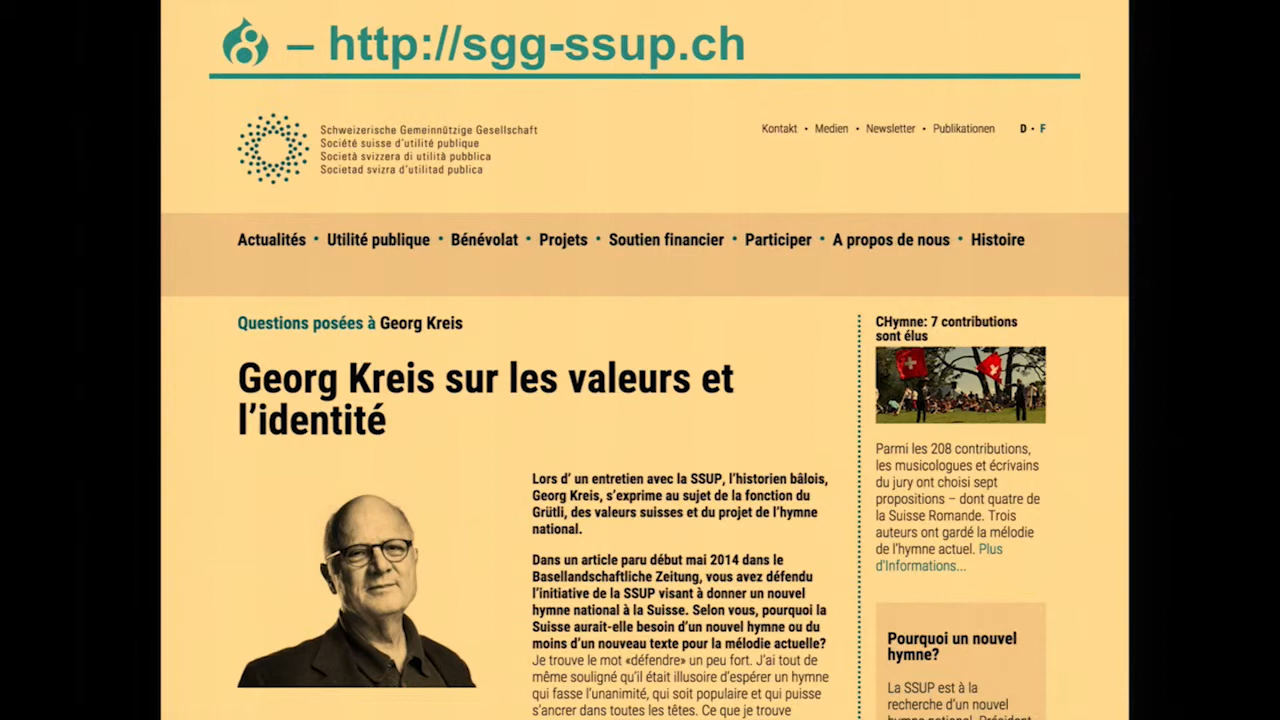 – http://sgg-ssup.ch
Schweizerische Gemeinnützige Gesellschaft
Société suisse d'utilité publique
Società svizzera di utilità pubblica
Societad svizra d'utilitad publica
Kontakt • Medien • Newsletter • Publikationen D • F
Actualités • Utilité publique • Bénévolat • Projets • Soutien financier • Participer • A propos de nous • Histoire
Questions posées à Georg Kreis
Georg Kreis sur les valeurs et
l'identité
Lors d' un entretien avec la SSUP, l'historien bâlois,
Georg Kreis, s'exprime au sujet de la fonction du
Grütli, des valeurs suisses et du projet de l'hymne
national.
Dans un article paru début mai 2014 dans le
Basellandschaftliche Zeitung, vous avez défendu
l'initiative de la SSUP visant à donner un nouvel
hymne national à la Suisse. Selon vous, pourquoi la
Suisse aurait-elle besoin d'un nouvel hymne ou du
moins d'un nouveau texte pour la mélodie actuelle?
Je trouve le mot «défendre» un peu fort. J'ai tout de
même souligné qu'il était illusoire d'espérer un hymne
qui fasse l'unanimité, qui soit populaire et qui puisse
s'ancrer dans toutes les têtes. Ce que je trouve
CHymne: 7 contributions
sont élus
Parmi les 208 contributions,
les musicologues et écrivains
du jury ont choisi sept
propositions – dont quatre de
la Suisse Romande. Trois
auteurs ont gardé la mélodie
de l'hymne actuel. Plus
d'Informations...
Pourquoi un nouvel
hymne?
La SSUP est à la
recherche d'un nouvel
hymne national. Président